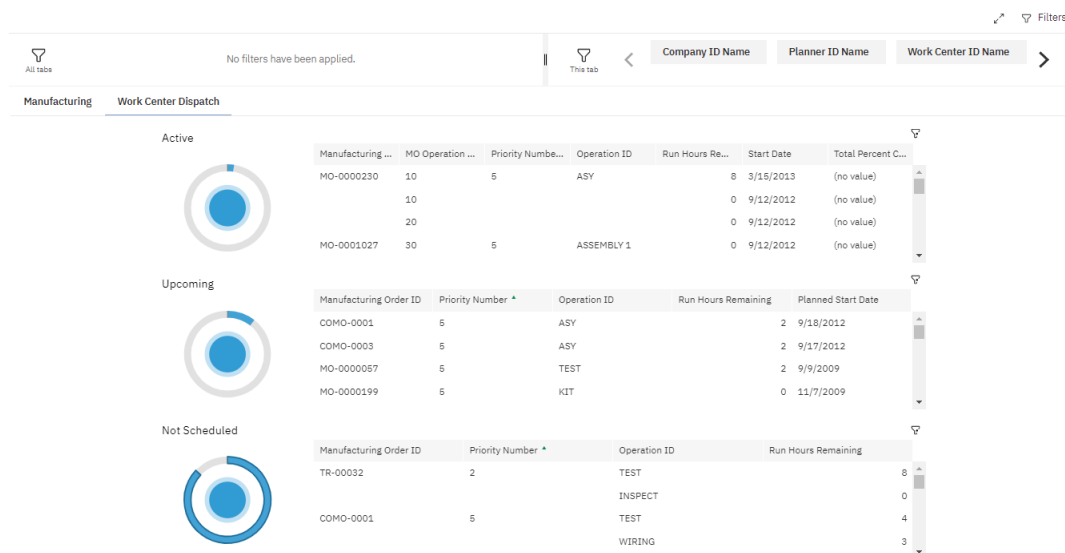 Filters
All tabs
No filters have been applied.
This tab
Company ID Name Planner ID Name Work Center ID Name
Manufacturing Work Center Dispatch
Active
Manufacturing ... MO Operation ... Priority Numbe... Operation ID Run Hours Re... Start Date Total Percent C...
MO-0000230 10 5 ASY 8 3/15/2013 (no value)
10 0 9/12/2012 (no value)
20 0 9/12/2012 (no value)
MO-0001027 30 5 ASSEMBLY 1 0 9/12/2012 (no value)
Upcoming
Manufacturing Order ID Priority Number Operation ID Run Hours Remaining Planned Start Date
COMO-0001 5 ASY 2 9/18/2012
COMO-0003 5 ASY 2 9/17/2012
MO-0000057 5 TEST 2 9/9/2009
MO-0000199 5 KIT 0 11/7/2009
Not Scheduled
Manufacturing Order ID Priority Number Operation ID Run Hours Remaining
TR-00032 2 TEST 8
INSPECT 0
COMO-0001 5 TEST 4
WIRING 3